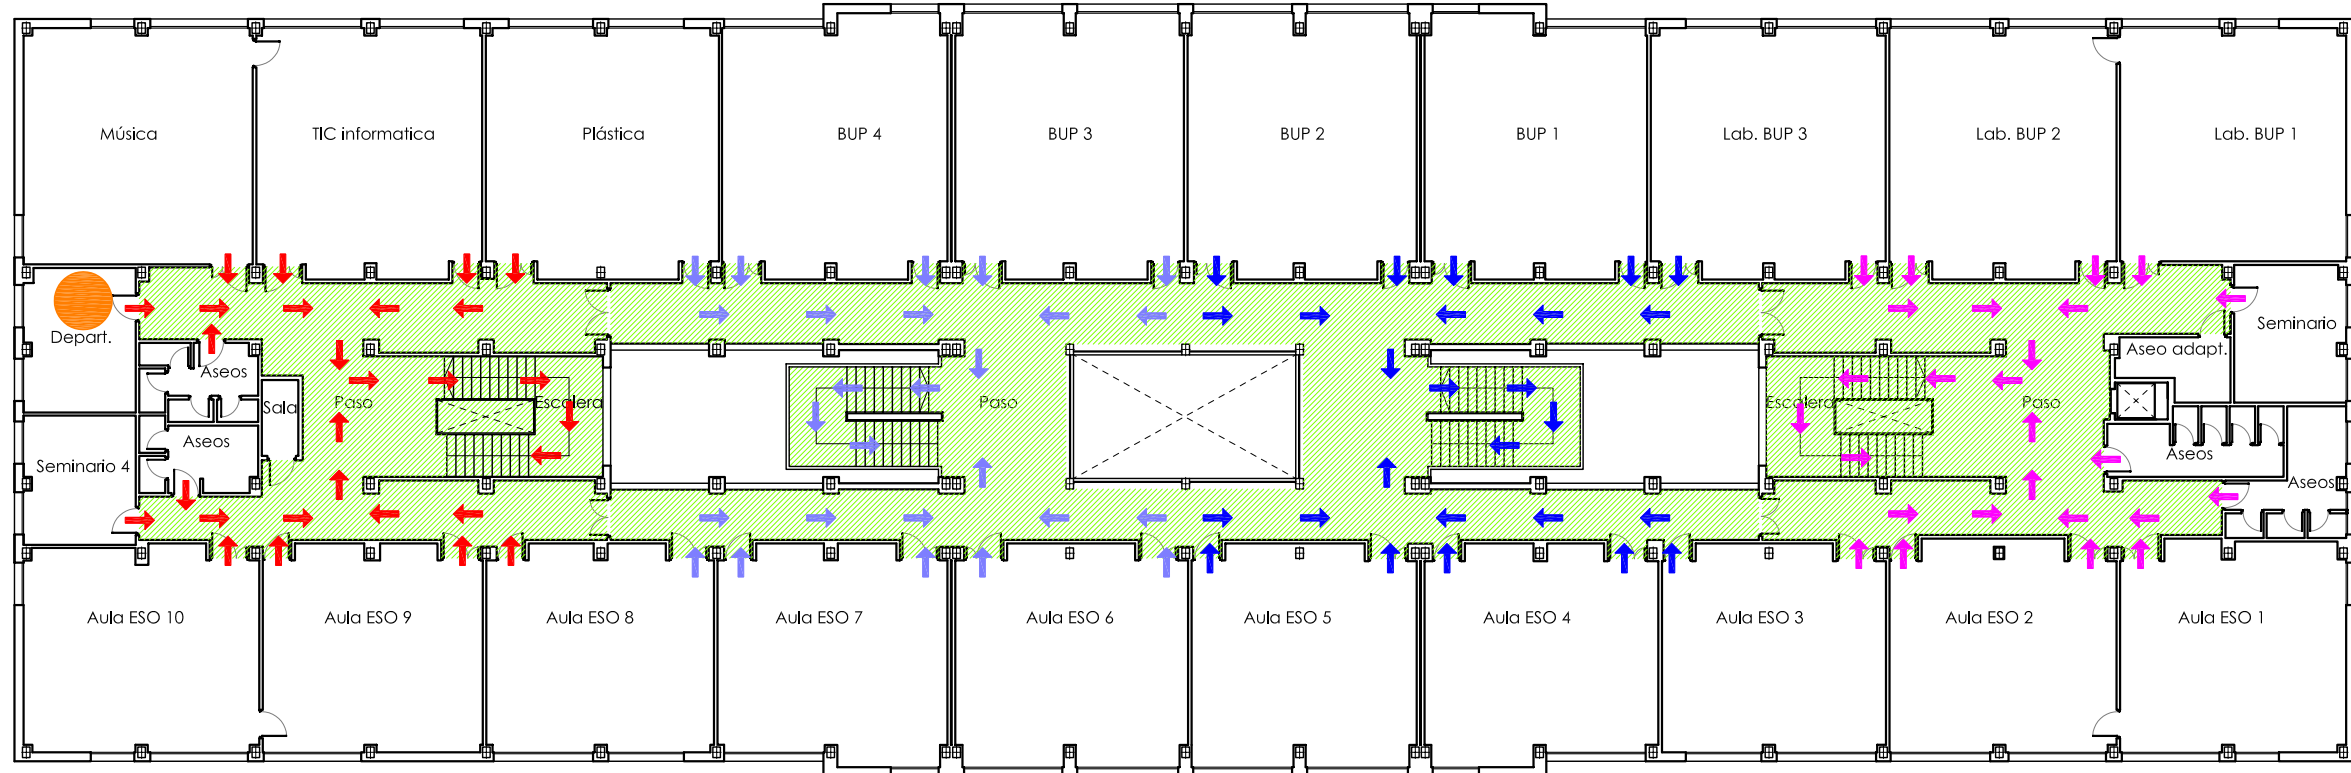 Música
TIC informatica
Plástica
BUP 4
BUP 3
BUP 2
BUP 1
Lab. BUP 3
Lab. BUP 2
Lab. BUP 1
Depart.
Seminario
Aseo adapt.
Aseos
Sala
Paso
Escalera
Paso
Escalera
Paso
Aseos
Seminario 4
Aseos
Aseos
Aula ESO 10
Aula ESO 9
Aula ESO 8
Aula ESO 7
Aula ESO 6
Aula ESO 5
Aula ESO 4
Aula ESO 3
Aula ESO 2
Aula ESO 1